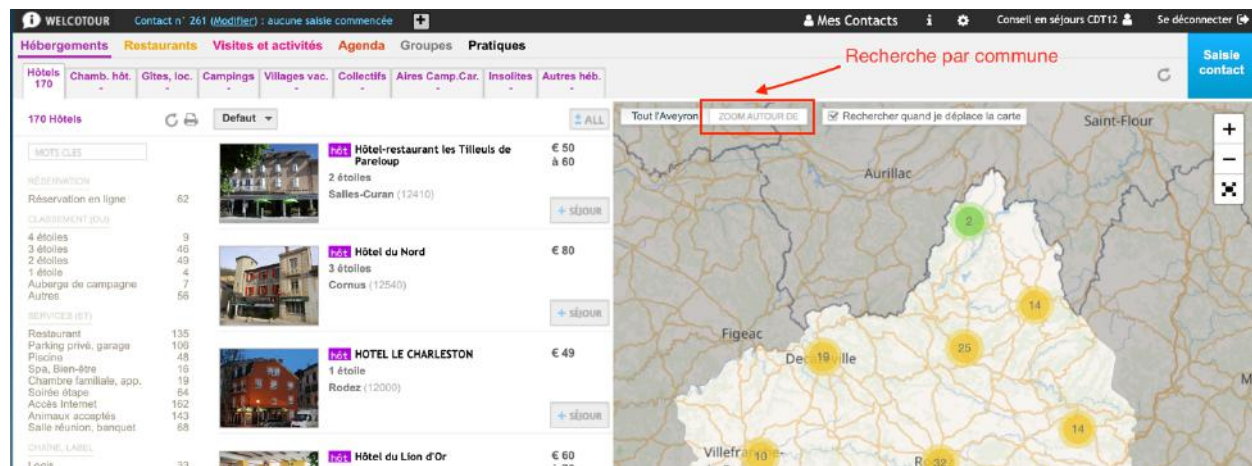 WELCOTOUR Contact n° 261 (Modifier) : aucune saisie commencée + Mes Contacts i Conseil en séjours CDT12 Se déconnecter
Hébergements Restaurants Visites et activités Agenda Groupes Pratiques
Recherche par commune
Saisie
contact
Hôtels Chamb. hôt. Gîtes, loc. Campings Villages vac. Collectifs Aires Camp.Car. Insolites Autres héb.
170 - - - - - - - -
170 Hôtels Defaut ALL
Tout l'Aveyron ZOOM AUTOUR DE Rechercher quand je déplace la carte
MOTS CLES
RÉSERVATION
Réservation en ligne 62
CLASSEMENT (OU)
4 étoiles 9
3 étoiles 46
2 étoiles 49
1 étoile 4
Auberge de campagne 7
Autres 56
SERVICES (ET)
Restaurant 135
Parking privé, garage 106
Piscine 48
Spa, Bien-être 16
Chambre familiale, app. 19
Soirée étape 64
Accès Internet 162
Animaux acceptés 143
Salle réunion, banquet 68
CHAÎNE, LABEL
Logis 33
hôt Hôtel-restaurant les Tilleuls de
Pareloup
€ 50
à 60
2 étoiles
Salles-Curan (12410)
+ SÉJOUR
hôt Hôtel du Nord € 80
3 étoiles
Cornus (12540)
+ SÉJOUR
hôt HOTEL LE CHARLESTON € 49
1 étoile
Rodez (12000)
+ SÉJOUR
hôt Hôtel du Lion d'Or € 60
Saint-Flour
+
−
Aurillac
2
14
Figeac
25
19
14
10
32